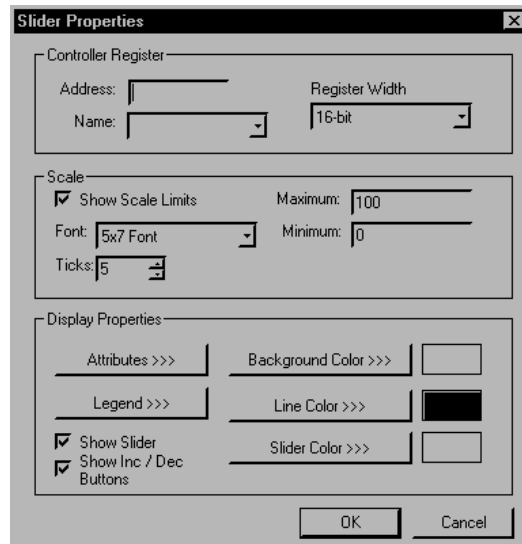 Slider Properties
Controller Register
Address:
Register Width
Name:
16-bit
Scale
Show Scale Limits
Maximum: 100
Font: 5x7 Font
Minimum: 0
Ticks: 5
Display Properties
Attributes >>>
Background Color >>>
Legend >>>
Line Color >>>
Show Slider
Slider Color >>>
Show Inc / Dec
Buttons
OK
Cancel